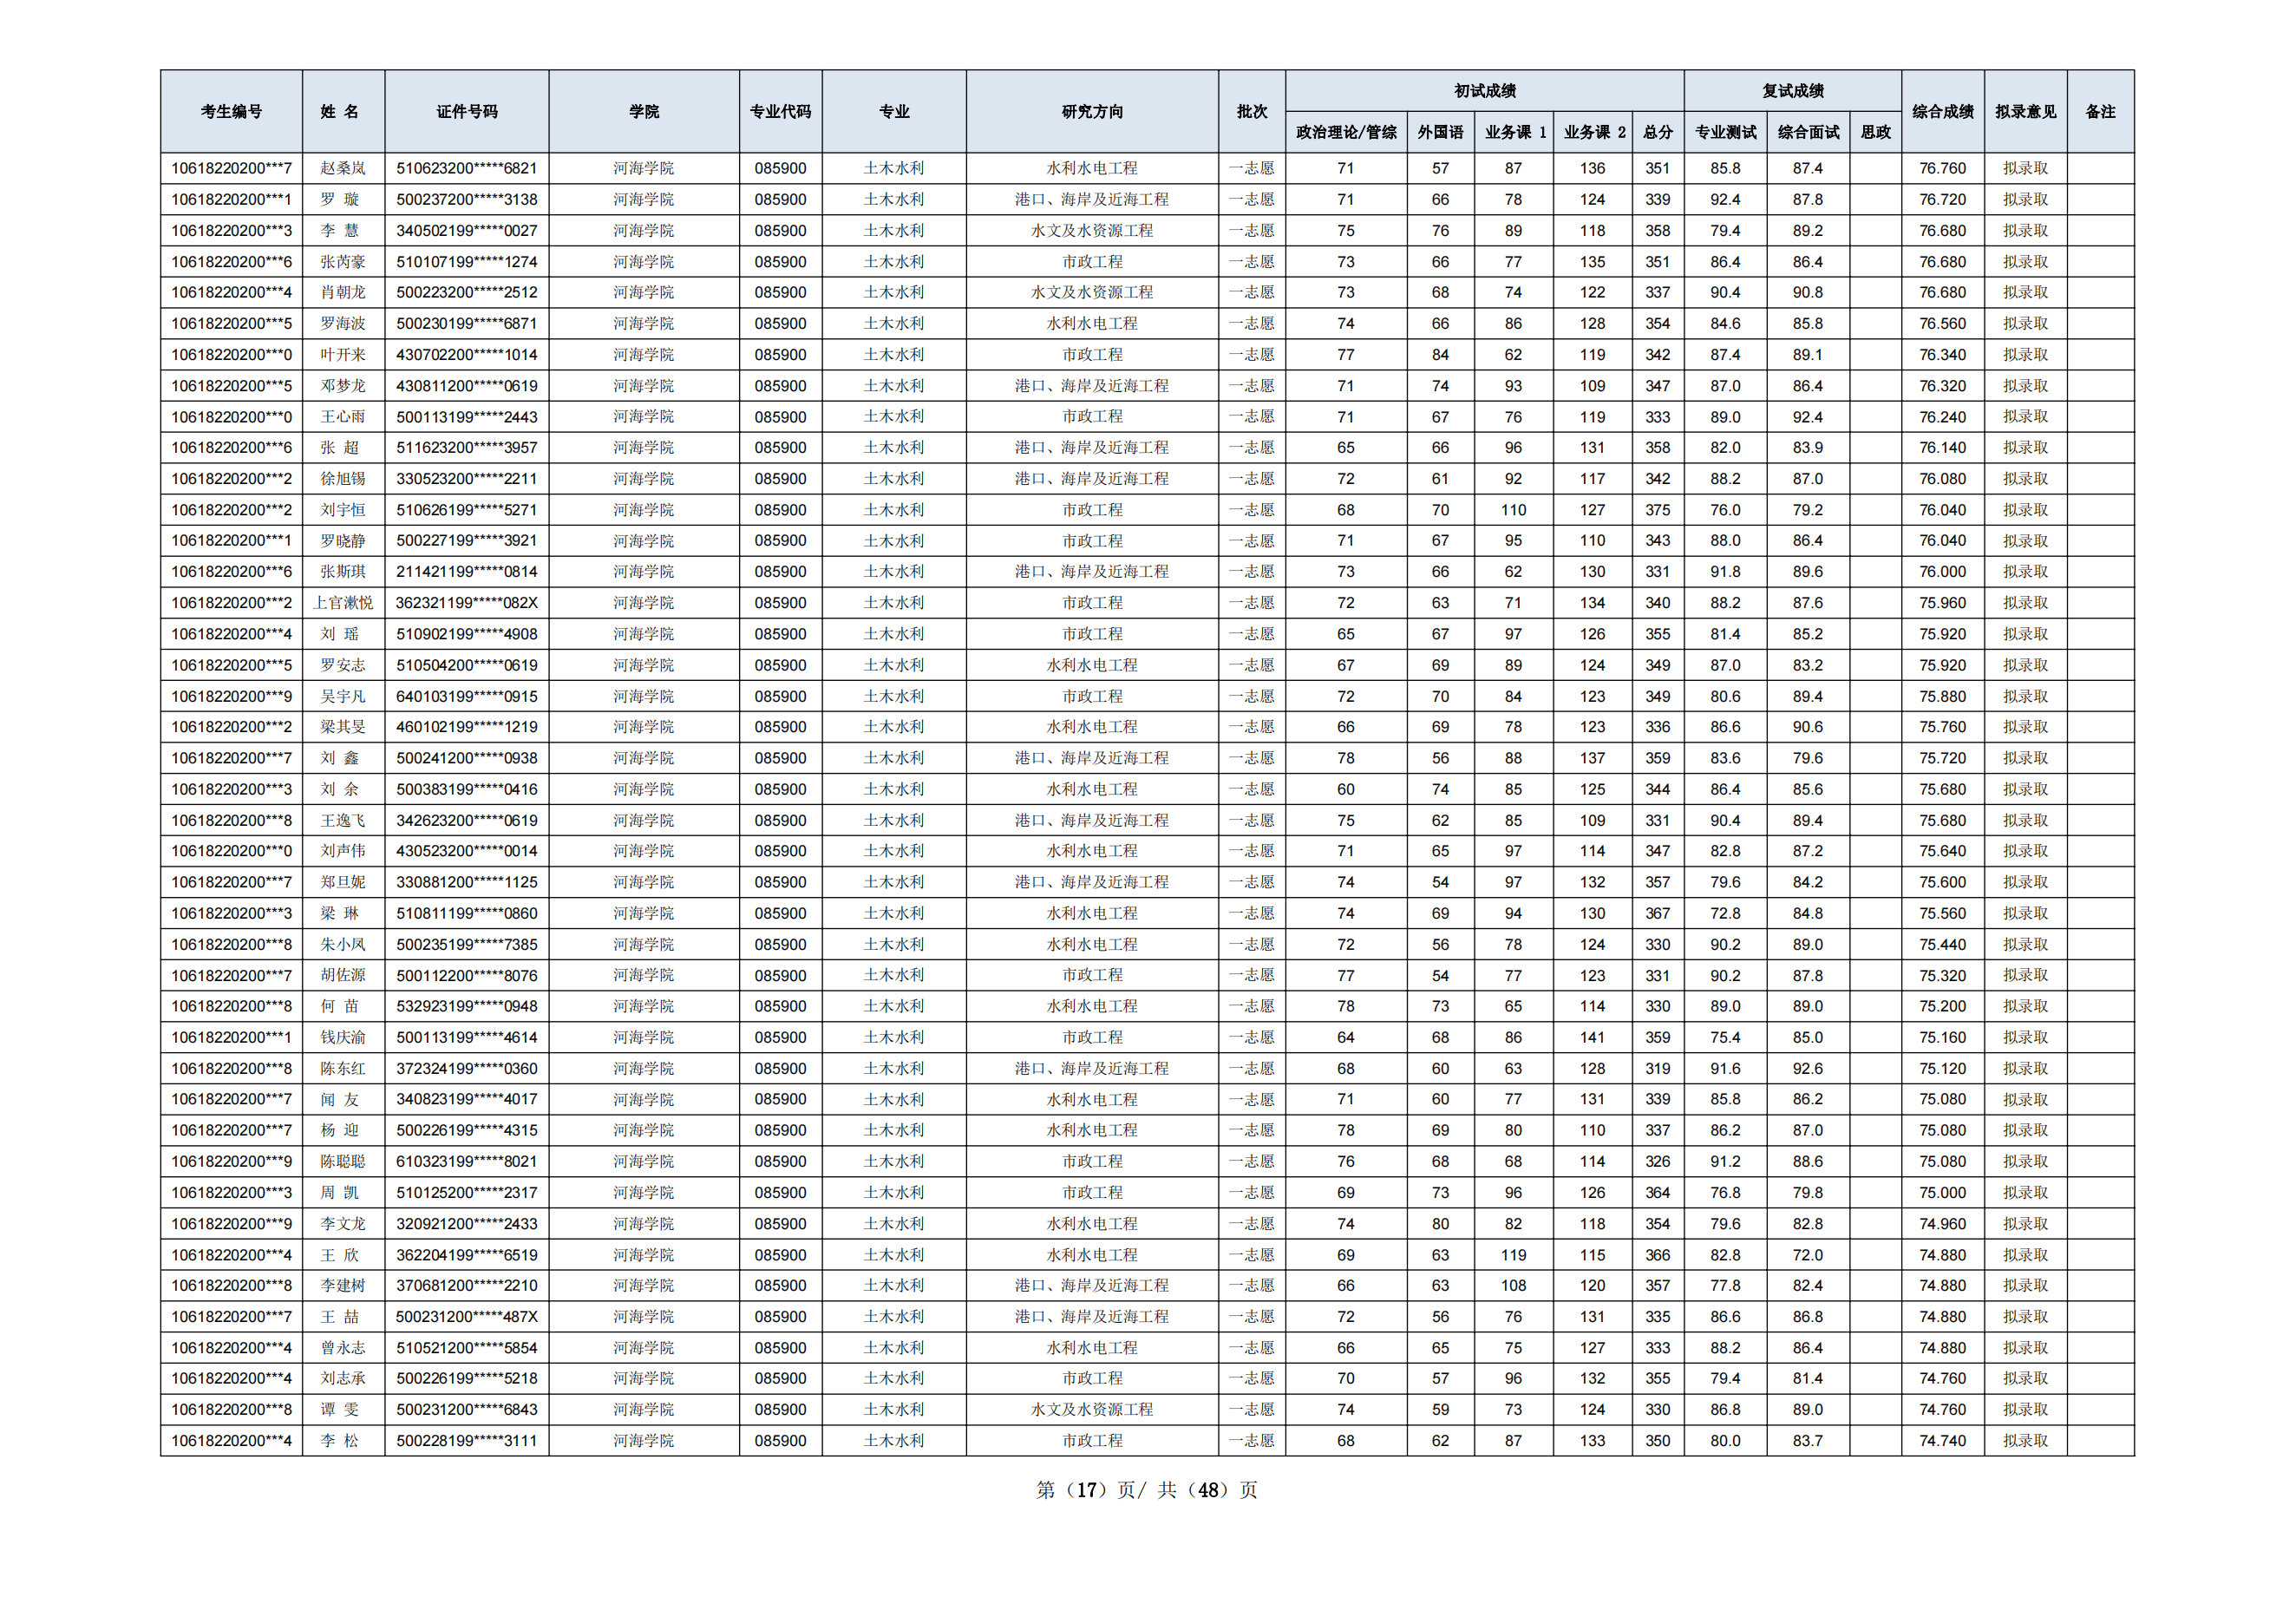 考生编号 姓 名 证件号码 学院 专业代码 专业 研究方向 批次 初试成绩 复试成绩 综合成绩 拟录意见 备注
政治理论/管综 外国语 业务课 1 业务课 2 总分 专业测试 综合面试 思政
10618220200***7 赵桑岚 510623200*****6821 河海学院 085900 土木水利 水利水电工程 一志愿 71 57 87 136 351 85.8 87.4 76.760 拟录取
10618220200***1 罗 璇 500237200*****3138 河海学院 085900 土木水利 港口、海岸及近海工程 一志愿 71 66 78 124 339 92.4 87.8 76.720 拟录取
10618220200***3 李 慧 340502199*****0027 河海学院 085900 土木水利 水文及水资源工程 一志愿 75 76 89 118 358 79.4 89.2 76.680 拟录取
10618220200***6 张芮豪 510107199*****1274 河海学院 085900 土木水利 市政工程 一志愿 73 66 77 135 351 86.4 86.4 76.680 拟录取
10618220200***4 肖朝龙 500223200*****2512 河海学院 085900 土木水利 水文及水资源工程 一志愿 73 68 74 122 337 90.4 90.8 76.680 拟录取
10618220200***5 罗海波 500230199*****6871 河海学院 085900 土木水利 水利水电工程 一志愿 74 66 86 128 354 84.6 85.8 76.560 拟录取
10618220200***0 叶开来 430702200*****1014 河海学院 085900 土木水利 市政工程 一志愿 77 84 62 119 342 87.4 89.1 76.340 拟录取
10618220200***5 邓梦龙 430811200*****0619 河海学院 085900 土木水利 港口、海岸及近海工程 一志愿 71 74 93 109 347 87.0 86.4 76.320 拟录取
10618220200***0 王心雨 500113199*****2443 河海学院 085900 土木水利 市政工程 一志愿 71 67 76 119 333 89.0 92.4 76.240 拟录取
10618220200***6 张 超 511623200*****3957 河海学院 085900 土木水利 港口、海岸及近海工程 一志愿 65 66 96 131 358 82.0 83.9 76.140 拟录取
10618220200***2 徐旭锡 330523200*****2211 河海学院 085900 土木水利 港口、海岸及近海工程 一志愿 72 61 92 117 342 88.2 87.0 76.080 拟录取
10618220200***2 刘宇恒 510626199*****5271 河海学院 085900 土木水利 市政工程 一志愿 68 70 110 127 375 76.0 79.2 76.040 拟录取
10618220200***1 罗晓静 500227199*****3921 河海学院 085900 土木水利 市政工程 一志愿 71 67 95 110 343 88.0 86.4 76.040 拟录取
10618220200***6 张斯琪 211421199*****0814 河海学院 085900 土木水利 港口、海岸及近海工程 一志愿 73 66 62 130 331 91.8 89.6 76.000 拟录取
10618220200***2 上官漱悦 362321199*****082X 河海学院 085900 土木水利 市政工程 一志愿 72 63 71 134 340 88.2 87.6 75.960 拟录取
10618220200***4 刘 瑶 510902199*****4908 河海学院 085900 土木水利 市政工程 一志愿 65 67 97 126 355 81.4 85.2 75.920 拟录取
10618220200***5 罗安志 510504200*****0619 河海学院 085900 土木水利 水利水电工程 一志愿 67 69 89 124 349 87.0 83.2 75.920 拟录取
10618220200***9 吴宇凡 640103199*****0915 河海学院 085900 土木水利 市政工程 一志愿 72 70 84 123 349 80.6 89.4 75.880 拟录取
10618220200***2 梁其旻 460102199*****1219 河海学院 085900 土木水利 水利水电工程 一志愿 66 69 78 123 336 86.6 90.6 75.760 拟录取
10618220200***7 刘 鑫 500241200*****0938 河海学院 085900 土木水利 港口、海岸及近海工程 一志愿 78 56 88 137 359 83.6 79.6 75.720 拟录取
10618220200***3 刘 余 500383199*****0416 河海学院 085900 土木水利 水利水电工程 一志愿 60 74 85 125 344 86.4 85.6 75.680 拟录取
10618220200***8 王逸飞 342623200*****0619 河海学院 085900 土木水利 港口、海岸及近海工程 一志愿 75 62 85 109 331 90.4 89.4 75.680 拟录取
10618220200***0 刘声伟 430523200*****0014 河海学院 085900 土木水利 水利水电工程 一志愿 71 65 97 114 347 82.8 87.2 75.640 拟录取
10618220200***7 郑旦妮 330881200*****1125 河海学院 085900 土木水利 港口、海岸及近海工程 一志愿 74 54 97 132 357 79.6 84.2 75.600 拟录取
10618220200***3 梁 琳 510811199*****0860 河海学院 085900 土木水利 水利水电工程 一志愿 74 69 94 130 367 72.8 84.8 75.560 拟录取
10618220200***8 朱小凤 500235199*****7385 河海学院 085900 土木水利 水利水电工程 一志愿 72 56 78 124 330 90.2 89.0 75.440 拟录取
10618220200***7 胡佐源 500112200*****8076 河海学院 085900 土木水利 市政工程 一志愿 77 54 77 123 331 90.2 87.8 75.320 拟录取
10618220200***8 何 苗 532923199*****0948 河海学院 085900 土木水利 水利水电工程 一志愿 78 73 65 114 330 89.0 89.0 75.200 拟录取
10618220200***1 钱庆渝 500113199*****4614 河海学院 085900 土木水利 市政工程 一志愿 64 68 86 141 359 75.4 85.0 75.160 拟录取
10618220200***8 陈东红 372324199*****0360 河海学院 085900 土木水利 港口、海岸及近海工程 一志愿 68 60 63 128 319 91.6 92.6 75.120 拟录取
10618220200***7 闻 友 340823199*****4017 河海学院 085900 土木水利 水利水电工程 一志愿 71 60 77 131 339 85.8 86.2 75.080 拟录取
10618220200***7 杨 迎 500226199*****4315 河海学院 085900 土木水利 水利水电工程 一志愿 78 69 80 110 337 86.2 87.0 75.080 拟录取
10618220200***9 陈聪聪 610323199*****8021 河海学院 085900 土木水利 市政工程 一志愿 76 68 68 114 326 91.2 88.6 75.080 拟录取
10618220200***3 周 凯 510125200*****2317 河海学院 085900 土木水利 市政工程 一志愿 69 73 96 126 364 76.8 79.8 75.000 拟录取
10618220200***9 李文龙 320921200*****2433 河海学院 085900 土木水利 水利水电工程 一志愿 74 80 82 118 354 79.6 82.8 74.960 拟录取
10618220200***4 王 欣 362204199*****6519 河海学院 085900 土木水利 水利水电工程 一志愿 69 63 119 115 366 82.8 72.0 74.880 拟录取
10618220200***8 李建树 370681200*****2210 河海学院 085900 土木水利 港口、海岸及近海工程 一志愿 66 63 108 120 357 77.8 82.4 74.880 拟录取
10618220200***7 王 喆 500231200*****487X 河海学院 085900 土木水利 港口、海岸及近海工程 一志愿 72 56 76 131 335 86.6 86.8 74.880 拟录取
10618220200***4 曾永志 510521200*****5854 河海学院 085900 土木水利 水利水电工程 一志愿 66 65 75 127 333 88.2 86.4 74.880 拟录取
10618220200***4 刘志承 500226199*****5218 河海学院 085900 土木水利 市政工程 一志愿 70 57 96 132 355 79.4 81.4 74.760 拟录取
10618220200***8 谭 雯 500231200*****6843 河海学院 085900 土木水利 水文及水资源工程 一志愿 74 59 73 124 330 86.8 89.0 74.760 拟录取
10618220200***4 李 松 500228199*****3111 河海学院 085900 土木水利 市政工程 一志愿 68 62 87 133 350 80.0 83.7 74.740 拟录取
第（17）页/ 共（48）页